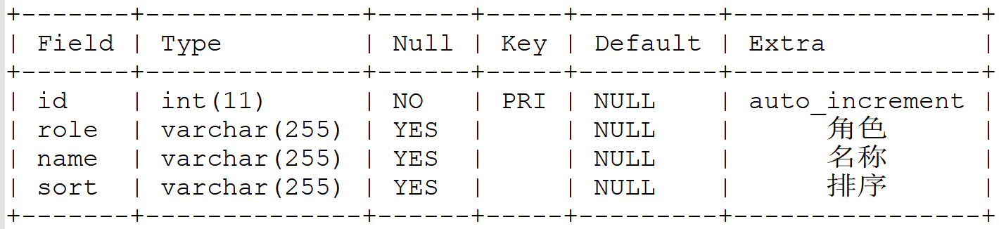 +-------+--------------+------+-----+---------+----------------+
| Field | Type         | Null | Key | Default | Extra          |
+-------+--------------+------+-----+---------+----------------+
| id    | int(11)      | NO   | PRI | NULL    | auto_increment |
| role  | varchar(255) | YES  |     | NULL    | 角色 |
| name  | varchar(255) | YES  |     | NULL    | 名称 |
| sort  | varchar(255) | YES  |     | NULL    | 排序 |
+-------+--------------+------+-----+---------+----------------+